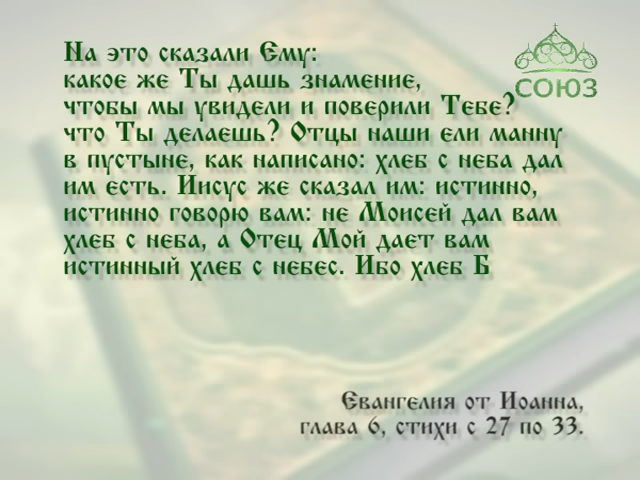 На это сказали Ему:
какое же Ты дашь знамение,
чтобы мы увидели и поверили Тебе?
что Ты делаешь? Отцы наши ели манну
в пустыне, как написано: хлеб с неба дал
им есть. Иисус же сказал им: истинно,
истинно говорю вам: не Моисей дал вам
хлеб с неба, а Отец Мой дает вам
истинный хлеб с небес. Ибо хлеб Б
СОЮЗ
Евангелия от Иоанна,
глава 6, стихи с 27 по 33.